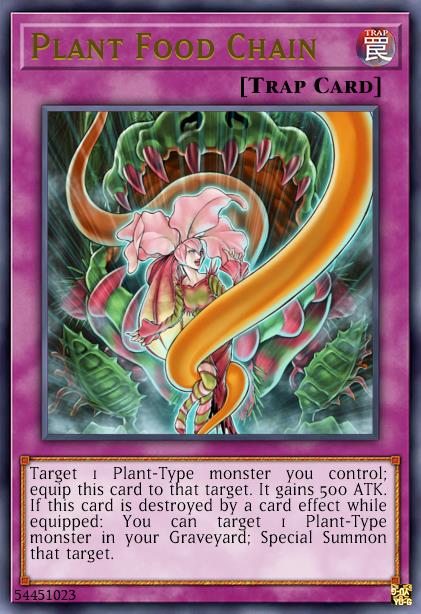 PLANT FOOD CHAIN
TRAP
罠
[TRAP CARD]
Target 1 Plant-Type monster you control;
equip this card to that target. It gains 500 ATK.
If this card is destroyed by a card effect while
equipped: You can target 1 Plant-Type
monster in your Graveyard; Special Summon
that target.
54451023